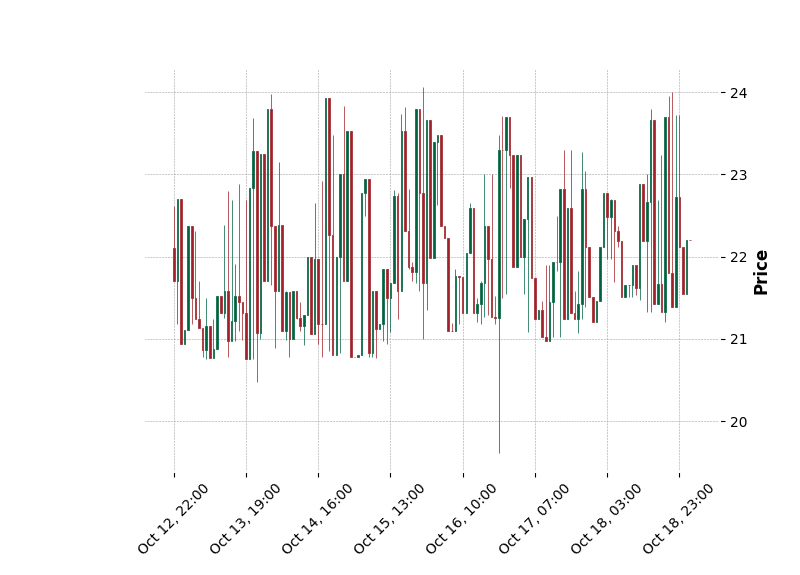 24
23
22
21
20
Price
Oct 12, 22:00
Oct 13, 19:00
Oct 14, 16:00
Oct 15, 13:00
Oct 16, 10:00
Oct 17, 07:00
Oct 18, 03:00
Oct 18, 23:00